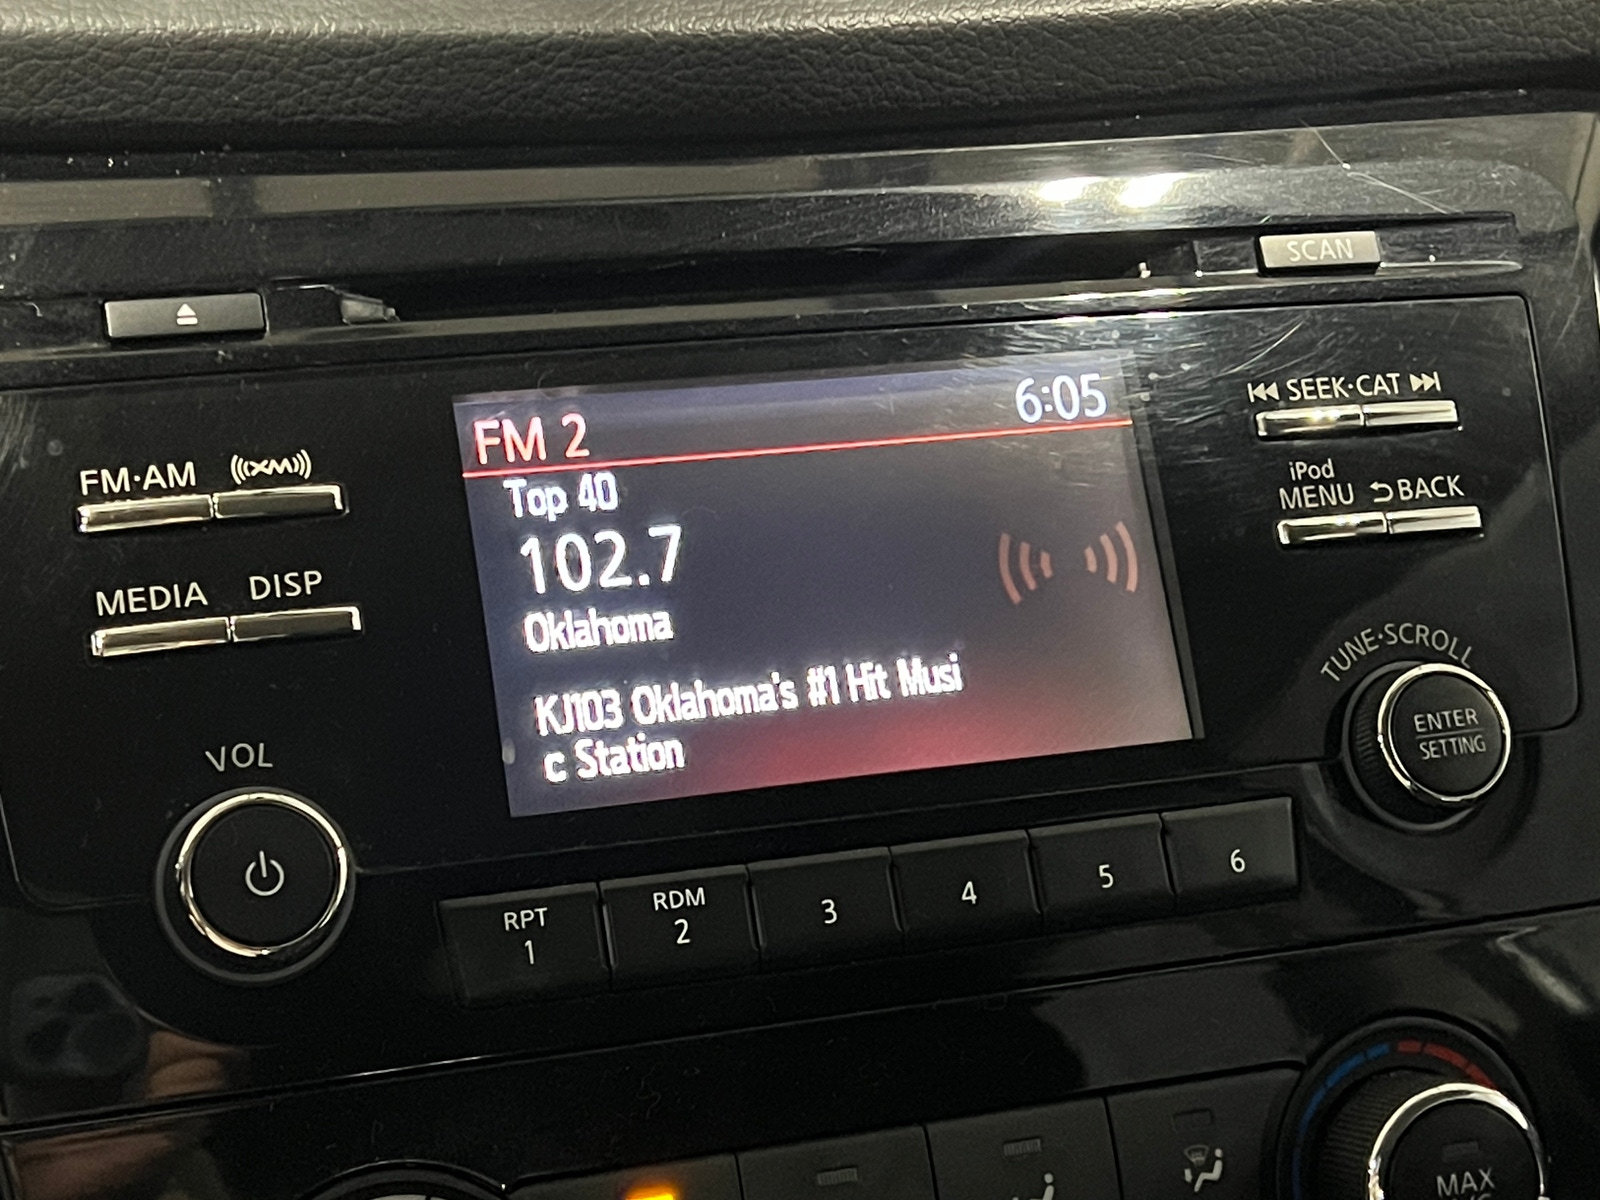 SCAN
FM 2 6:05
Top 40
102.7
Oklahoma
KJ103 Oklahoma's #1 Hit Musi
c Station
FM·AM
((XM))
MEDIA DISP
VOL
SEEK·CAT
iPod
MENU BACK
TUNE·SCROLL
ENTER
SETTING
RPT
1
RDM
2
3
4
5
6
MAX